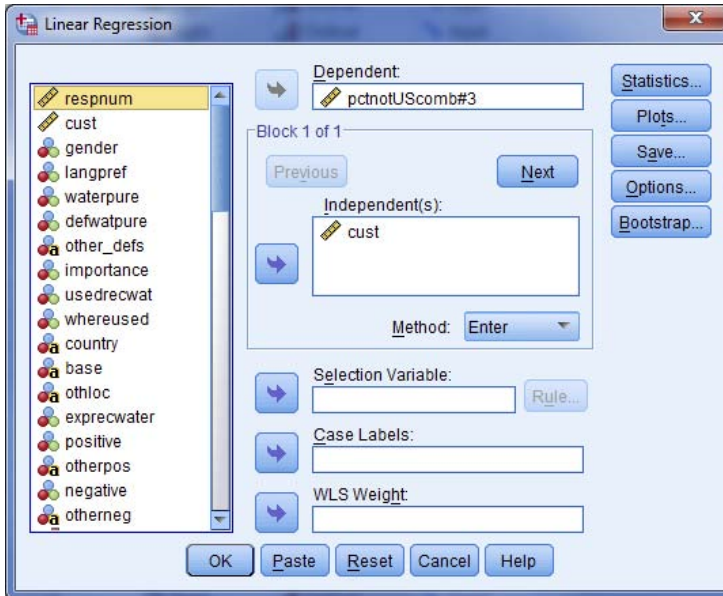 Linear Regression
respnum
cust
gender
langpref
waterpure
defwatpure
other_defs
importance
usedrecwat
whereused
country
base
othloc
exprecwater
positive
otherpos
negative
otherneg
Dependent:
pctnotUScomb#3
Block 1 of 1
Previous
Next
Independent(s):
cust
Method: Enter
Selection Variable:
Rule...
Case Labels:
WLS Weight:
Statistics...
Plots...
Save...
Options...
Bootstrap...
OK Paste Reset Cancel Help